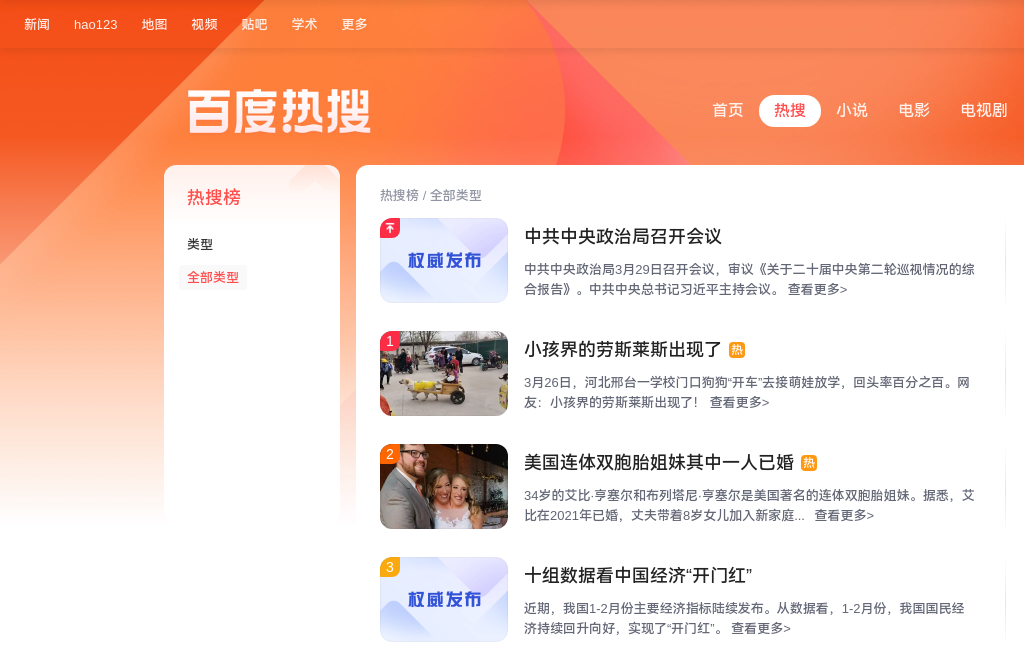 新闻 hao123 地图 视频 贴吧 学术 更多
百度热搜
首页 热搜 小说 电影 电视剧
热搜榜
类型
全部类型
热搜榜 / 全部类型
权威发布
中共中央政治局召开会议
中共中央政治局3月29日召开会议，审议《关于二十届中央第二轮巡视情况的综
合报告》。中共中央总书记习近平主持会议。 查看更多>
1
小孩界的劳斯莱斯出现了 热
3月26日，河北邢台一学校门口狗狗“开车”去接萌娃放学，回头率百分之百。网
友：小孩界的劳斯莱斯出现了！ 查看更多>
2
美国连体双胞胎姐妹其中一人已婚 热
34岁的艾比·亨塞尔和布列塔尼·亨塞尔是美国著名的连体双胞胎姐妹。据悉，艾
比在2021年已婚，丈夫带着8岁女儿加入新家庭... 查看更多>
3
权威发布
十组数据看中国经济“开门红”
近期，我国1-2月份主要经济指标陆续发布。从数据看，1-2月份，我国国民经
济持续回升向好，实现了“开门红”。 查看更多>